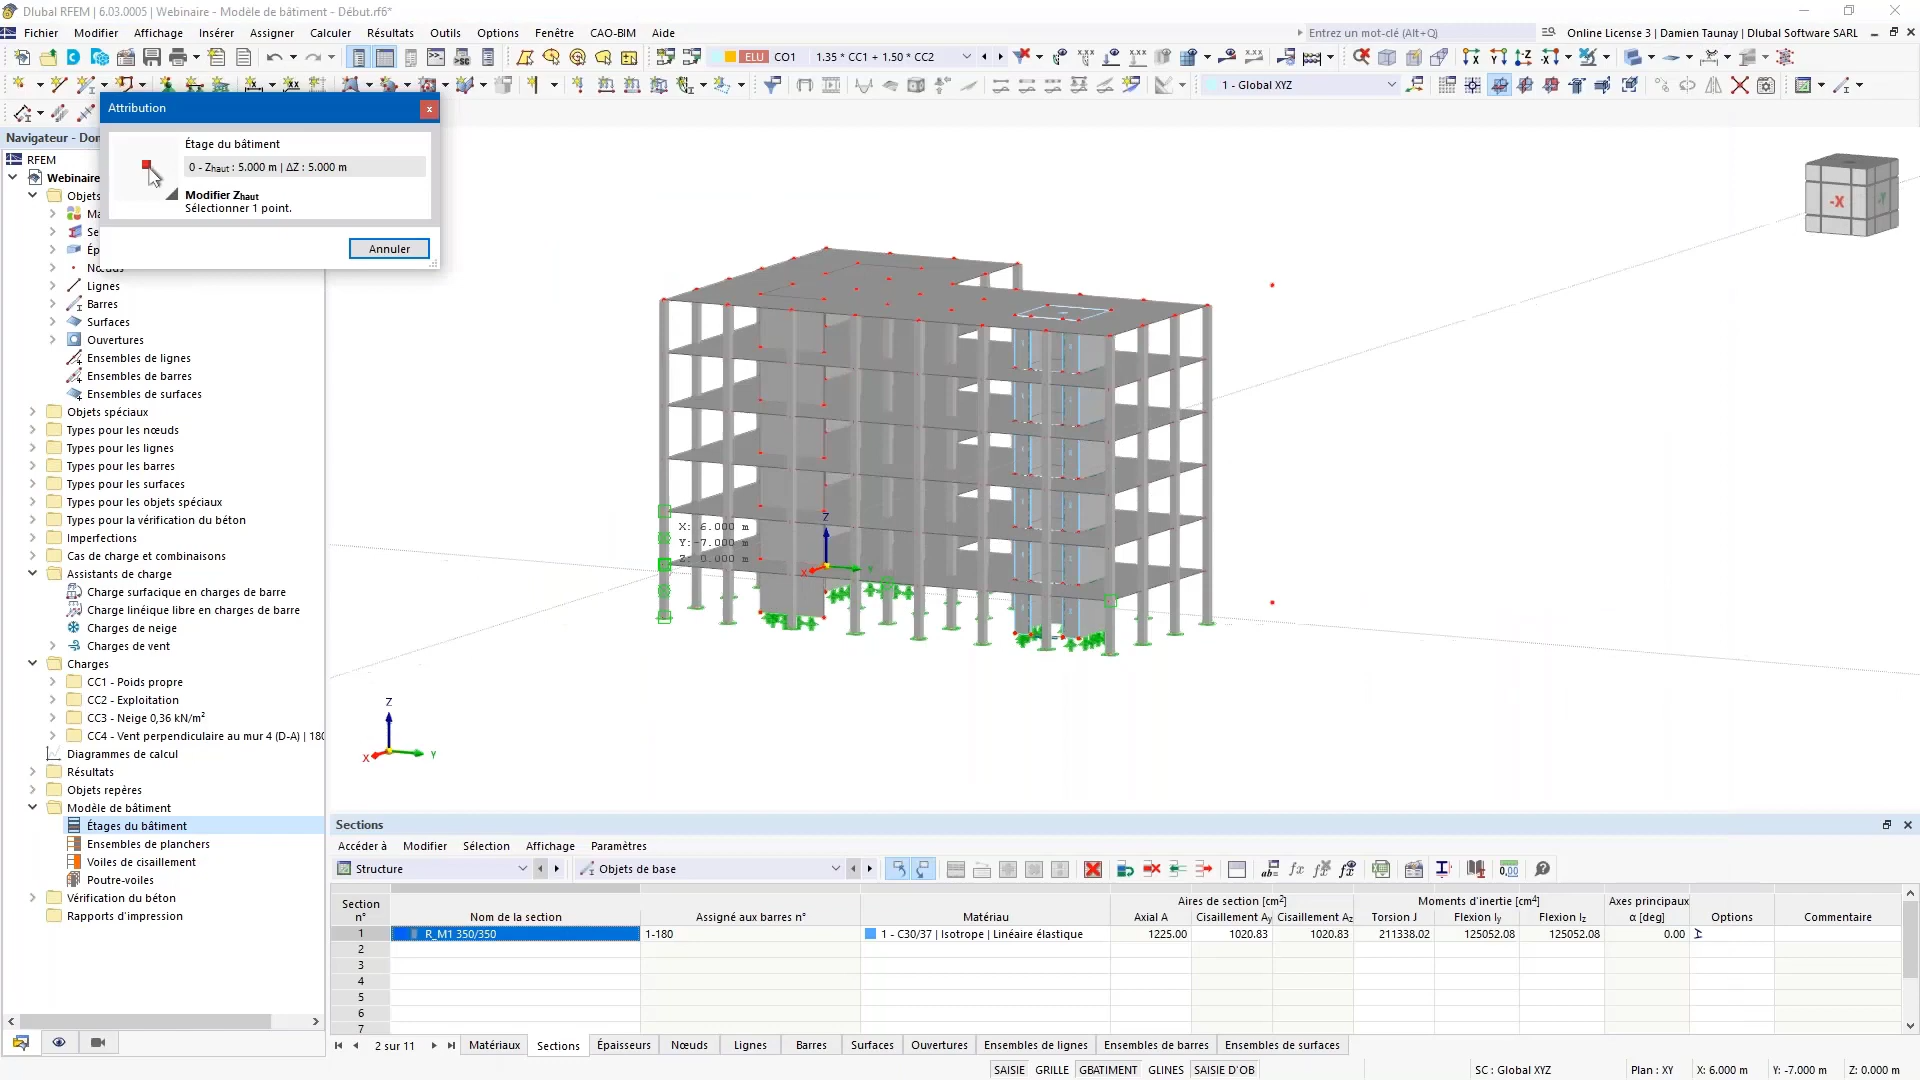 Dlubal RFEM | 6.03.0005 | Webinaire - Modèle de bâtiment - Début.rf6*
Fichier Modifier Affichage Insérer Assigner Calculer Résultats Outils Options Fenêtre CAO-BIM Aide
Entrez un mot-clé (Alt+Q)
Online License 3 | Damien Taunay | Dlubal Software SARL
ELU CO1 1.35 * CC1 + 1.50 * CC2
1 - Global XYZ
Attribution
Étage du bâtiment
0 - Zhaut : 5.000 m | ΔZ : 5.000 m
Modifier Zhaut
Sélectionner 1 point.
Annuler
Navigateur - Don
RFEM
Webinaire
Objets
Ma
Se
Ép
Nœuds
Lignes
Barres
Surfaces
Ouvertures
Ensembles de lignes
Ensembles de barres
Ensembles de surfaces
Objets spéciaux
Types pour les nœuds
Types pour les lignes
Types pour les barres
Types pour les surfaces
Types pour les objets spéciaux
Types pour la vérification du béton
Imperfections
Cas de charge et combinaisons
Assistants de charge
Charge surfacique en charges de barre
Charge linéique libre en charges de barre
Charges de neige
Charges de vent
Charges
CC1 - Poids propre
CC2 - Exploitation
CC3 - Neige 0,36 kN/m²
CC4 - Vent perpendiculaire au mur 4 (D-A) | 180
Diagrammes de calcul
Résultats
Objets repères
Modèle de bâtiment
Étages du bâtiment
Ensembles de planchers
Voiles de cisaillement
Poutre-voiles
Vérification du béton
Rapports d'impression
-X -Y
X: 6.000 m
Y:-7.000 m
Z: 0.000 m
Z
X Y
Z
X Y
Sections
Accéder à Modifier Sélection Affichage Paramètres
Structure Objets de base
Section n° Nom de la section Assigné aux barres n° Matériau Aires de section [cm²] Axial A Cisaillement Ay Cisaillement Az Moments d'inertie [cm⁴] Torsion J Flexion Iy Flexion Iz Axes principaux α [deg] Options Commentaire
1 R_M1 350/350 1-180 1 - C30/37 | Isotrope | Linéaire élastique 1225.00 1020.83 1020.83 211338.02 125052.08 125052.08 0.00
2
3
4
5
6
7
2 sur 11 Matériaux Sections Épaisseurs Nœuds Lignes Barres Surfaces Ouvertures Ensembles de lignes Ensembles de barres Ensembles de surfaces
SAISIE GRILLE GBATIMENT GLINES SAISIE D'OB SC : Global XYZ Plan : XY X: 6.000 m Y: -7.000 m Z: 0.000 m